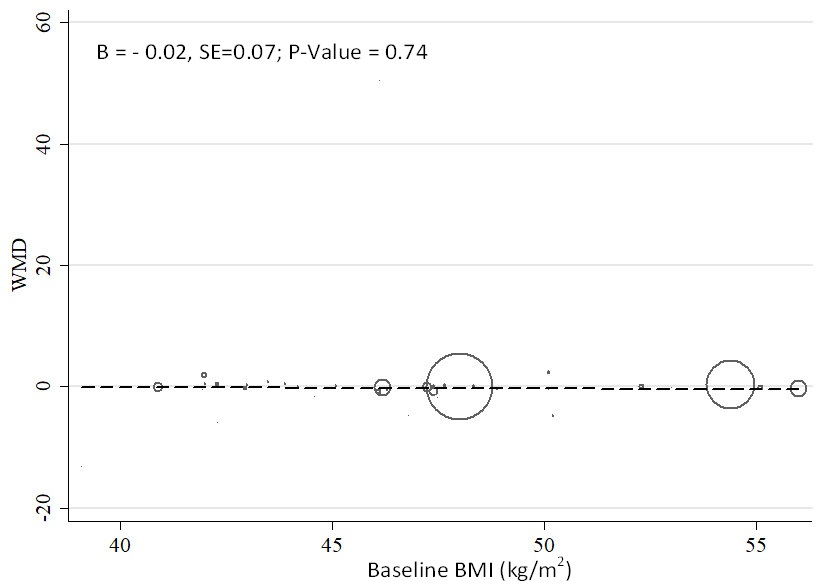 60
B = - 0.02, SE=0.07; P-Value = 0.74
40
WMD
20
0
-20
40 45 50 55
Baseline BMI (kg/m²)